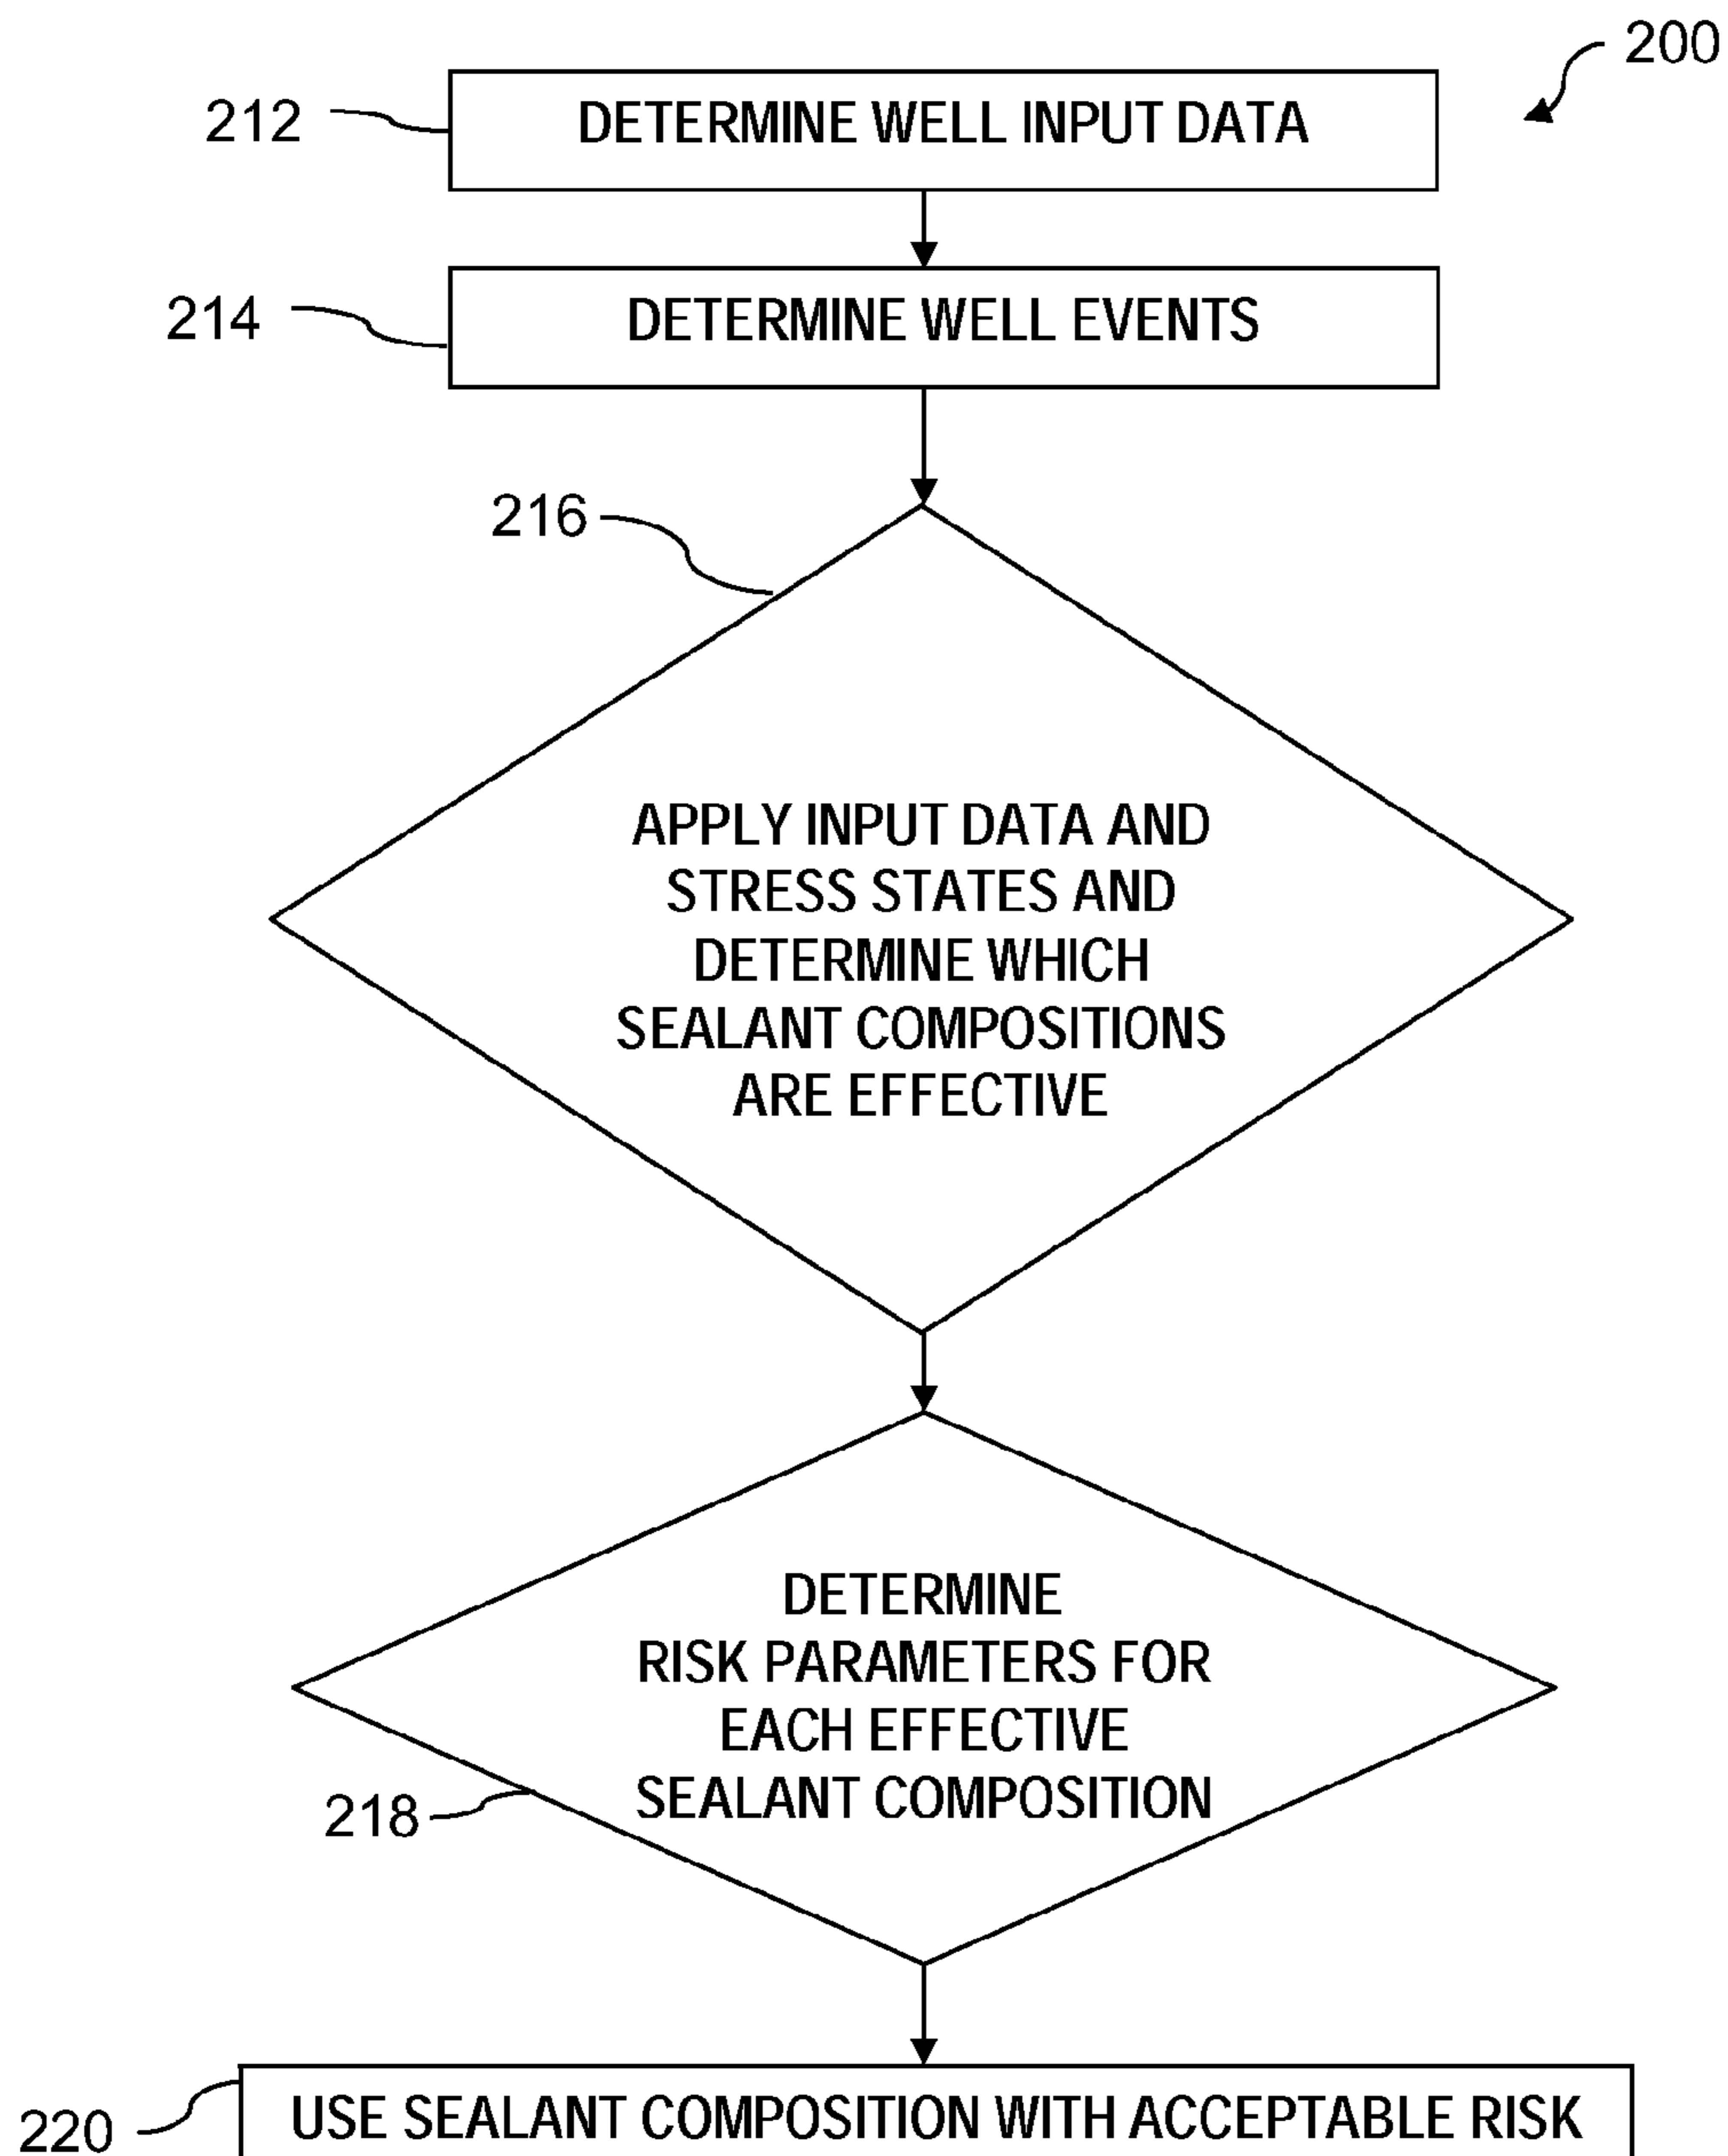 200
212
DETERMINE WELL INPUT DATA
214
DETERMINE WELL EVENTS
216
APPLY INPUT DATA AND
STRESS STATES AND
DETERMINE WHICH
SEALANT COMPOSITIONS
ARE EFFECTIVE
DETERMINE
RISK PARAMETERS FOR
EACH EFFECTIVE
SEALANT COMPOSITION
218
USE SEALANT COMPOSITION WITH ACCEPTABLE RISK
220